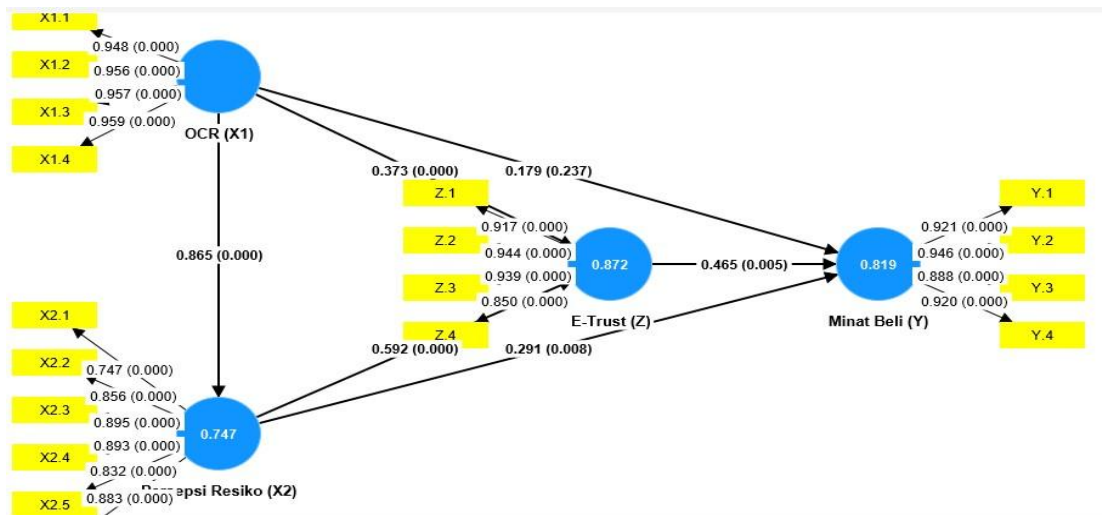 X1.1
0.948 (0.000)
X1.2
0.956 (0.000)
0.957 (0.000)
X1.3
0.959 (0.000)
X1.4
OCR (X1)
0.373 (0.000)
0.179 (0.237)
0.865 (0.000)
Z.1
0.917 (0.000)
Z.2
0.944 (0.000)
0.939 (0.000)
Z.3
0.850 (0.000)
Z.4
0.872
E-Trust (Z)
0.465 (0.005)
0.819
Minat Beli (Y)
Y.1
0.921 (0.000)
Y.2
0.946 (0.000)
0.888 (0.000)
Y.3
0.920 (0.000)
Y.4
0.592 (0.000)
0.291 (0.008)
X2.1
0.747 (0.000)
X2.2
0.856 (0.000)
X2.3
0.895 (0.000)
0.893 (0.000)
X2.4
0.832 (0.000)
0.883 (0.000)
X2.5
0.747
Resiko (X2)